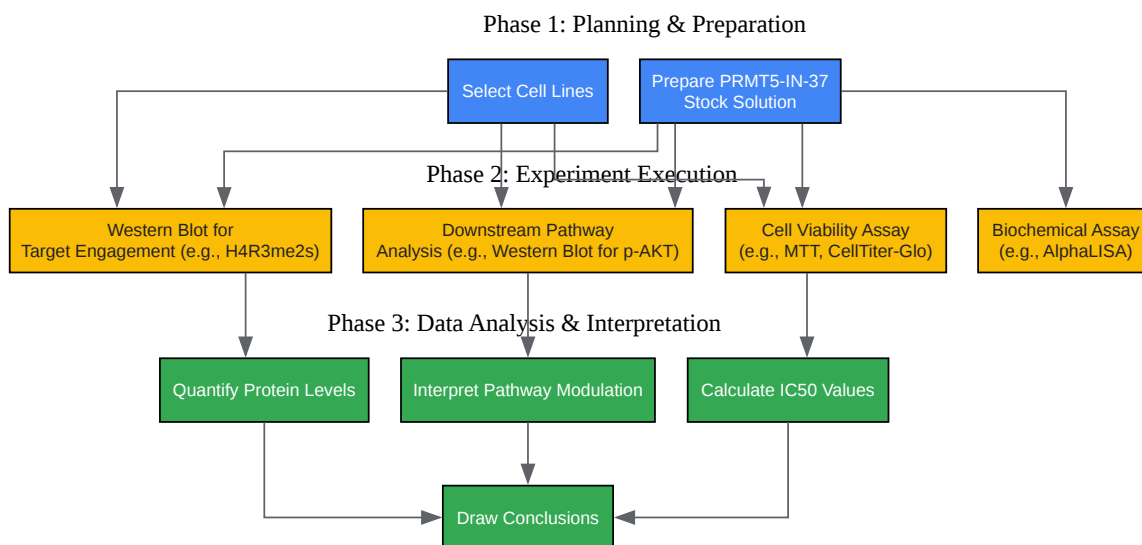 Phase 1: Planning & Preparation
Select Cell Lines
Prepare PRMT5-IN-37
Stock Solution
Phase 2: Experiment Execution
Western Blot for
Target Engagement (e.g., H4R3me2s)
Downstream Pathway
Analysis (e.g., Western Blot for p-AKT)
Cell Viability Assay
(e.g., MTT, CellTiter-Glo)
Biochemical Assay
(e.g., AlphaLISA)
Phase 3: Data Analysis & Interpretation
Quantify Protein Levels
Interpret Pathway Modulation
Calculate IC50 Values
Draw Conclusions